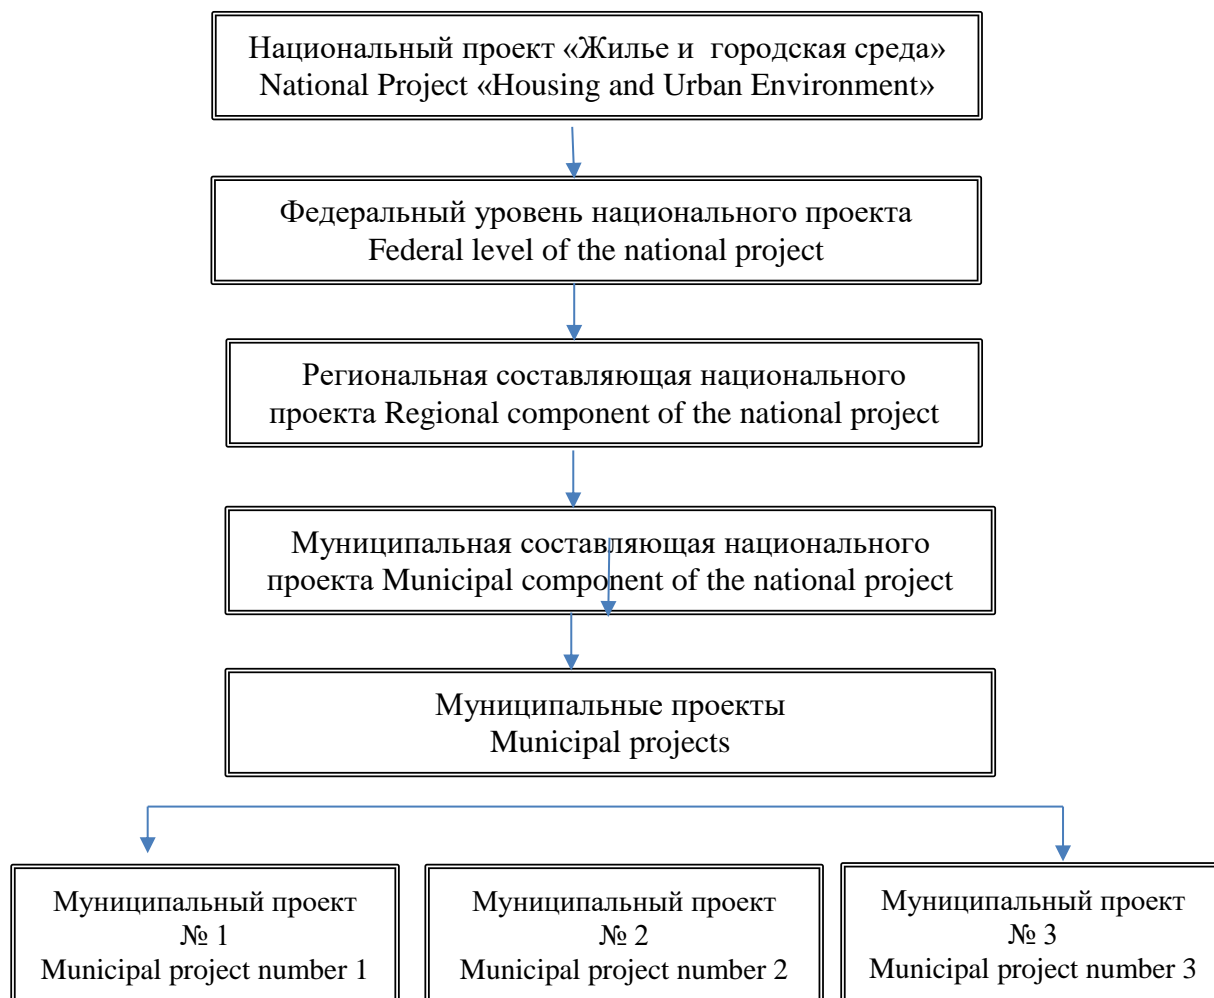 Национальный проект «Жилье и городская среда»
National Project «Housing and Urban Environment»
Федеральный уровень национального проекта
Federal level of the national project
Региональная составляющая национального
проекта Regional component of the national project
Муниципальная составляющая национального
проекта Municipal component of the national project
Муниципальные проекты
Municipal projects
Муниципальный проект
№ 1
Municipal project number 1
Муниципальный проект
№ 2
Municipal project number 2
Муниципальный проект
№ 3
Municipal project number 3